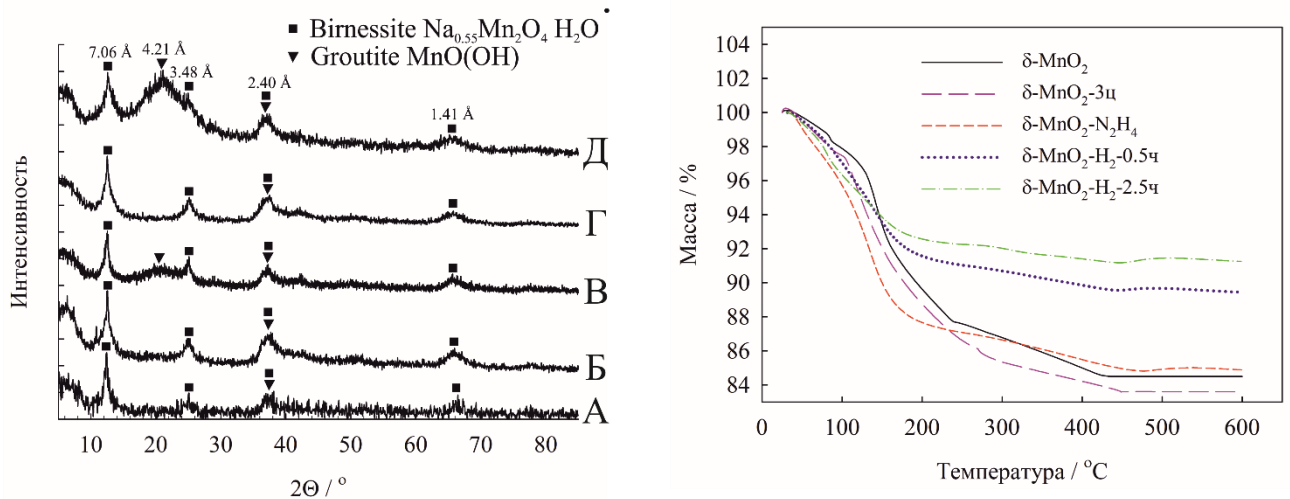 ■ Birnessite Na0.55Mn2O4 H2O
▼ Groutite MnO(OH)
7.06 Å
4.21 Å
3.48 Å
2.40 Å
1.41 Å
Д
Г
В
Б
А
Интенсивность
10 20 30 40 50 60 70 80
2Θ / °
104
102
100
98
96
94
92
90
88
86
84
Масса / %
δ-MnO2
δ-MnO2-3ц
δ-MnO2-N2H4
δ-MnO2-H2-0.5ч
δ-MnO2-H2-2.5ч
0 100 200 300 400 500 600
Температура / °C